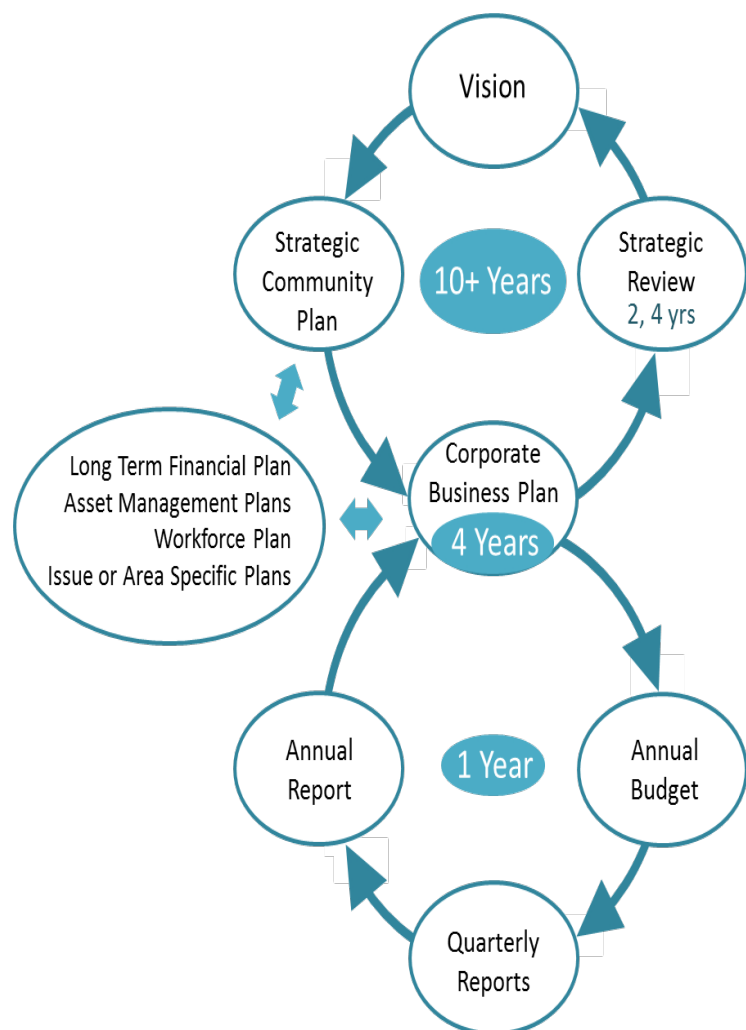 Vision
Strategic
Community
Plan
10+ Years
Strategic
Review
2, 4 yrs
Long Term Financial Plan
Asset Management Plans
Workforce Plan
Issue or Area Specific Plans
Corporate
Business Plan
4 Years
Annual
Report
1 Year
Annual
Budget
Quarterly
Reports